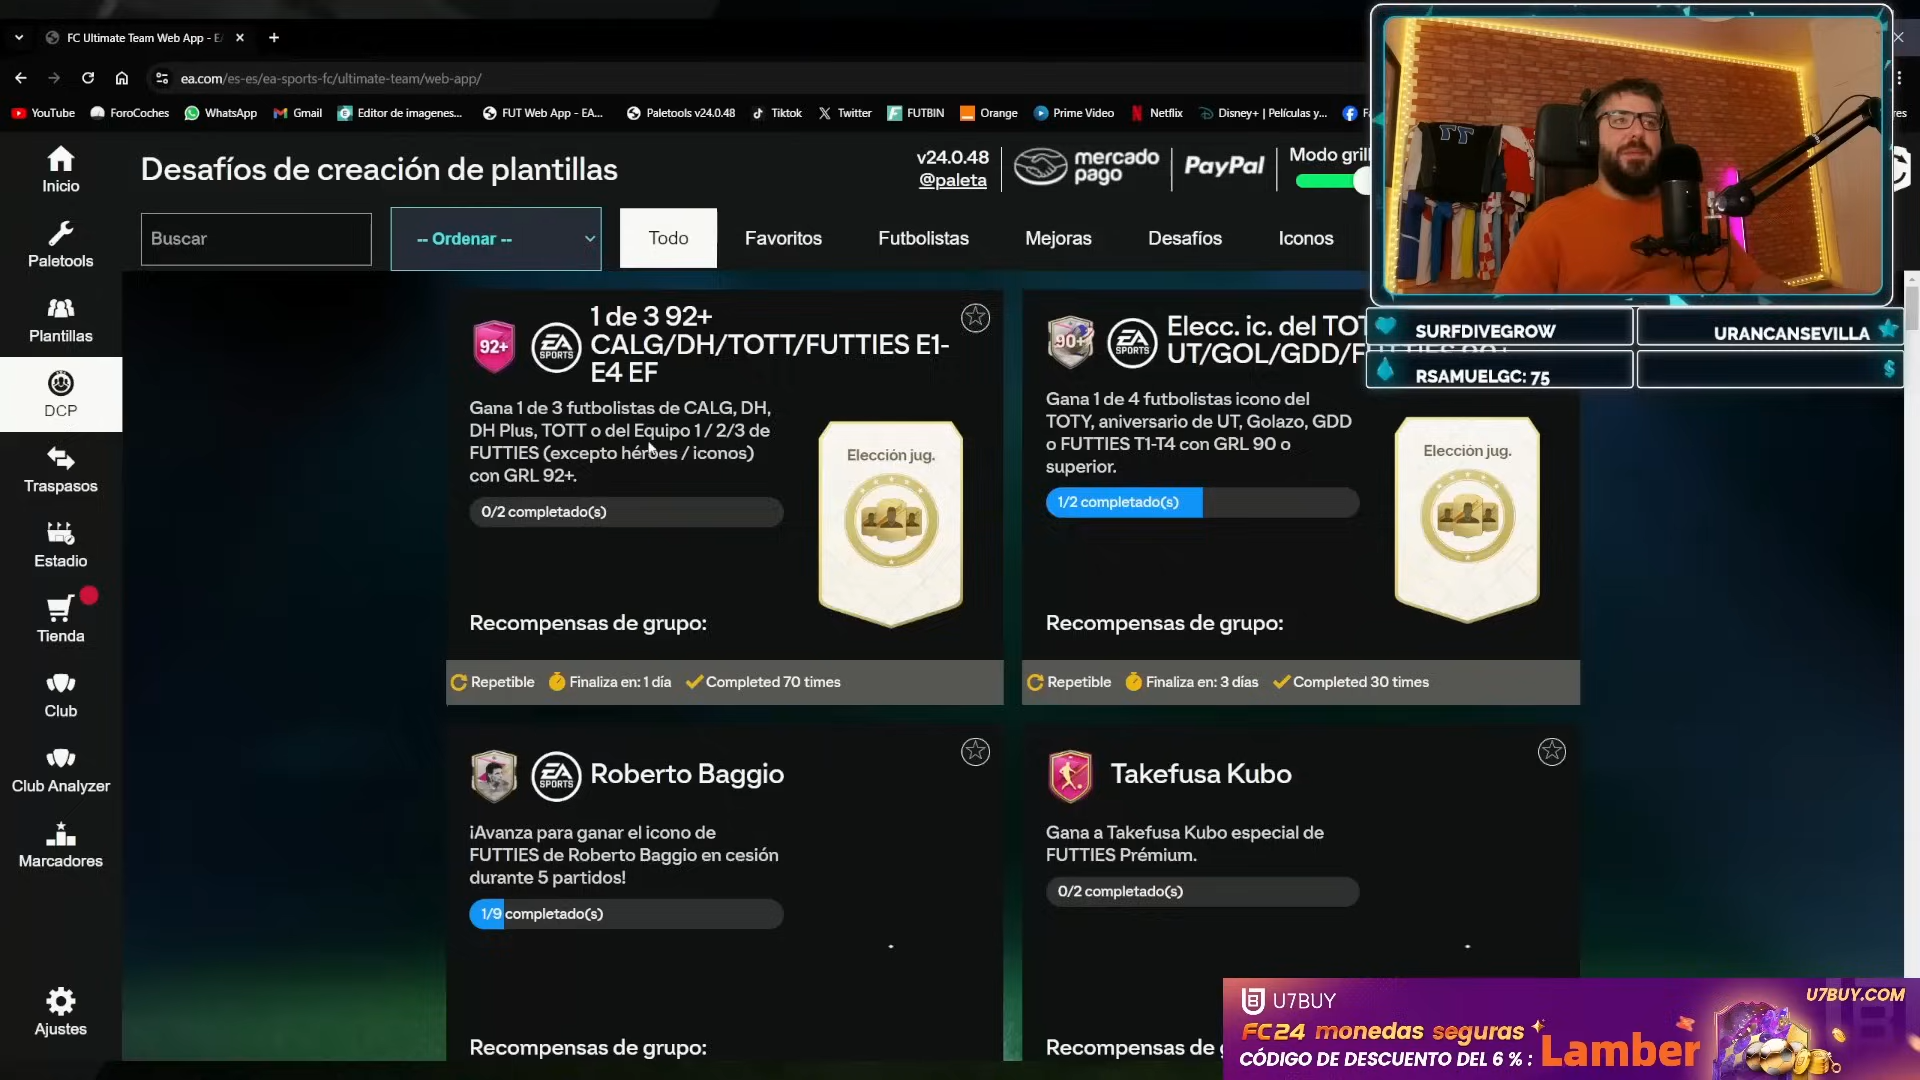 FC Ultimate Team Web App - E
ea.com/es-es/ea-sports-fc/ultimate-team/web-app/
YouTube
ForoCoches
WhatsApp
Gmail
Editor de imagenes...
FUT Web App - EA...
Paletools v24.0.48
Tiktok
Twitter
FUTBIN
Orange
Prime Video
Netflix
Disney+ | Películas y...
Inicio
Paletools
Plantillas
DCP
Traspasos
Estadio
Tienda
Club
Club Analyzer
Marcadores
Ajustes
Desafíos de creación de plantillas
v24.0.48
@paleta
mercado
pago
PayPal
Modo gril
Buscar
-- Ordenar --
Todo
Favoritos
Futbolistas
Mejoras
Desafíos
Iconos
92+
EA
SPORTS
1 de 3 92+
CALG/DH/TOTT/FUTTIES E1-
E4 EF
Gana 1 de 3 futbolistas de CALG, DH,
DH Plus, TOTT o del Equipo 1 / 2/3 de
FUTTIES (excepto héroes / iconos)
con GRL 92+.
0/2 completado(s)
Elección jug.
Recompensas de grupo:
Repetible
Finaliza en: 1 día
Completed 70 times
90+
EA
SPORTS
Elecc. ic. del TOT
UT/GOL/GDD/F
Gana 1 de 4 futbolistas icono del
TOTY, aniversario de UT, Golazo, GDD
o FUTTIES T1-T4 con GRL 90 o
superior.
1/2 completado(s)
Elección jug.
Recompensas de grupo:
Repetible
Finaliza en: 3 días
Completed 30 times
EA
SPORTS
Roberto Baggio
¡Avanza para ganar el icono de
FUTTIES de Roberto Baggio en cesión
durante 5 partidos!
1/9 completado(s)
Recompensas de grupo:
Takefusa Kubo
Gana a Takefusa Kubo especial de
FUTTIES Prémium.
0/2 completado(s)
Recompensas de g
SURFDIVEGROW
URANCANSEVILLA
RSAMUELGC: 75
U7BUY
U7BUY.COM
FC24 monedas seguras
CÓDIGO DE DESCUENTO DEL 6 % : Lamber